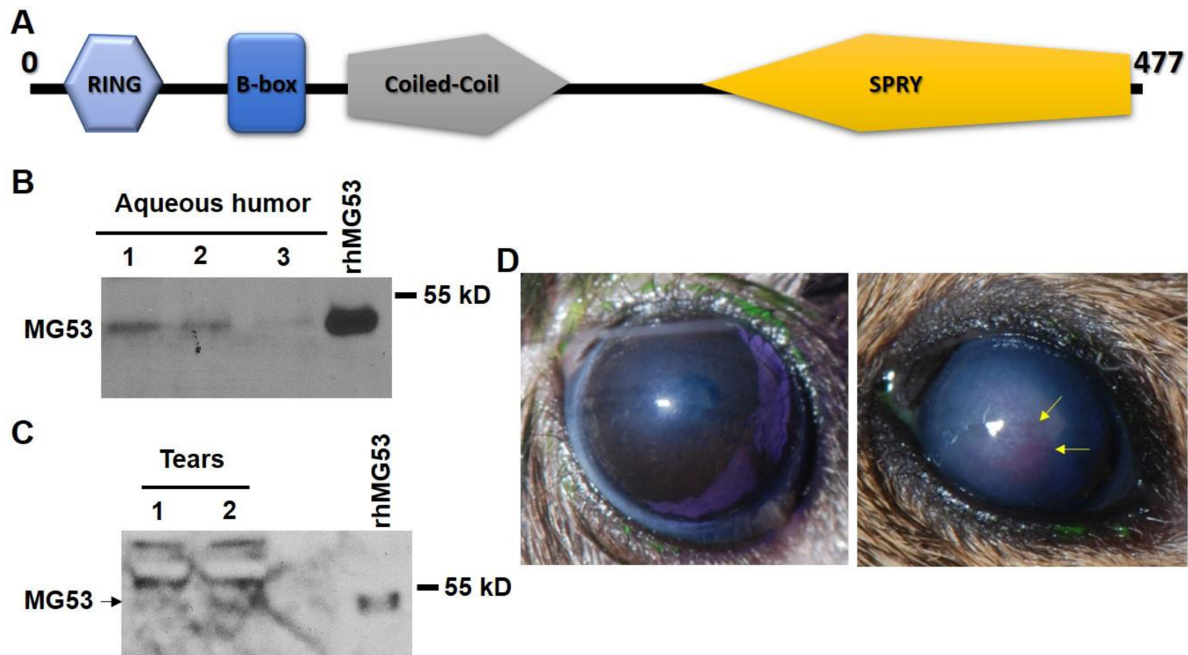 A
0
RING
B-box
Coiled-Coil
SPRY
477
B
Aqueous humor
rhMG53
1 2 3
55 kD
MG53
C
Tears
rhMG53
1 2
55 kD
MG53
D